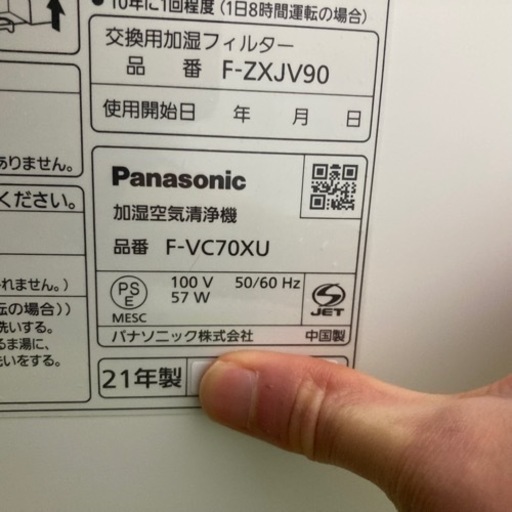 10年に1回程度 (1日8時間運転の場合)
交換用加湿フィルター
品 番 F-ZXJV90
使用開始日 年 月 日
ありません。
ください。
Panasonic
加湿空気清浄機
品番 F-VC70XU
れません。)
転の場合))
洗いする。
るま湯に、
洗いをする。
PS
E
MESC
100 V 50/60 Hz
57 W
JET
パナソニック株式会社 中国製
21年製